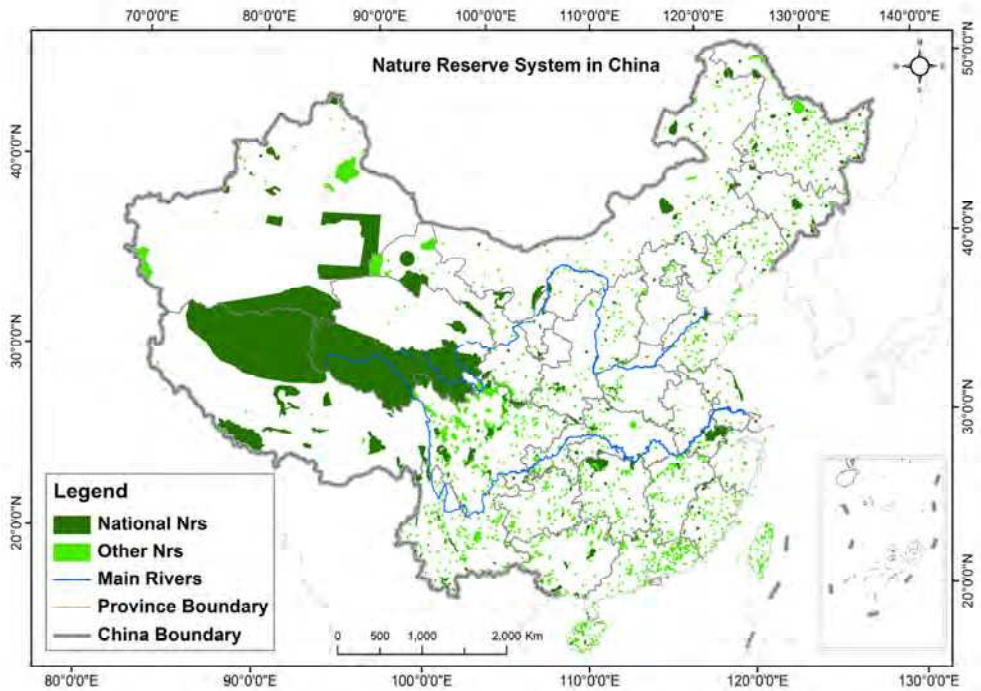 70°0'0"E 80°0'0"E 90°0'0"E 100°0'0"E 110°0'0"E 120°0'0"E 130°0'0"E 140°0'0"E
Nature Reserve System in China
50°0'0"N
40°0'0"N
40°0'0"N
30°0'0"N
30°0'0"N
20°0'0"N
20°0'0"N
Legend
National Nrs
Other Nrs
Main Rivers
Province Boundary
China Boundary
0 500 1,000 2,000 Km
80°0'0"E 90°0'0"E 100°0'0"E 110°0'0"E 120°0'0"E 130°0'0"E